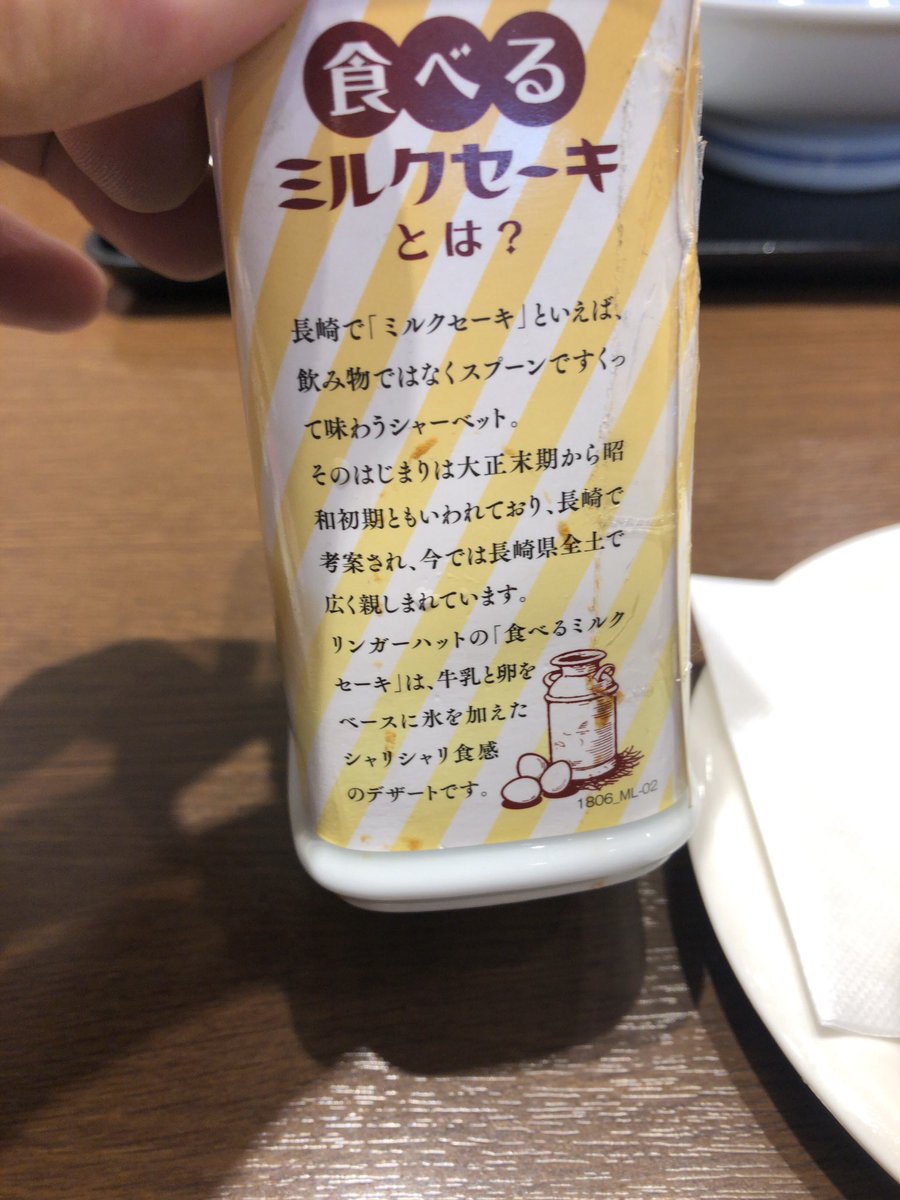 食べる
ミルクセーキ
とは?
長崎で「ミルクセーキ」といえば、
飲み物ではなくスプーンですくっ
て味わうシャーベット。
そのはじまりは大正末期から昭
和初期ともいわれており、長崎で
考案され、今では長崎県全土で
広く親しまれています。
リンガーハットの「食べるミルク
セーキ」は、牛乳と卵を
ベースに氷を加えた
シャリシャリ食感
のデザートです。
1806_ML-02